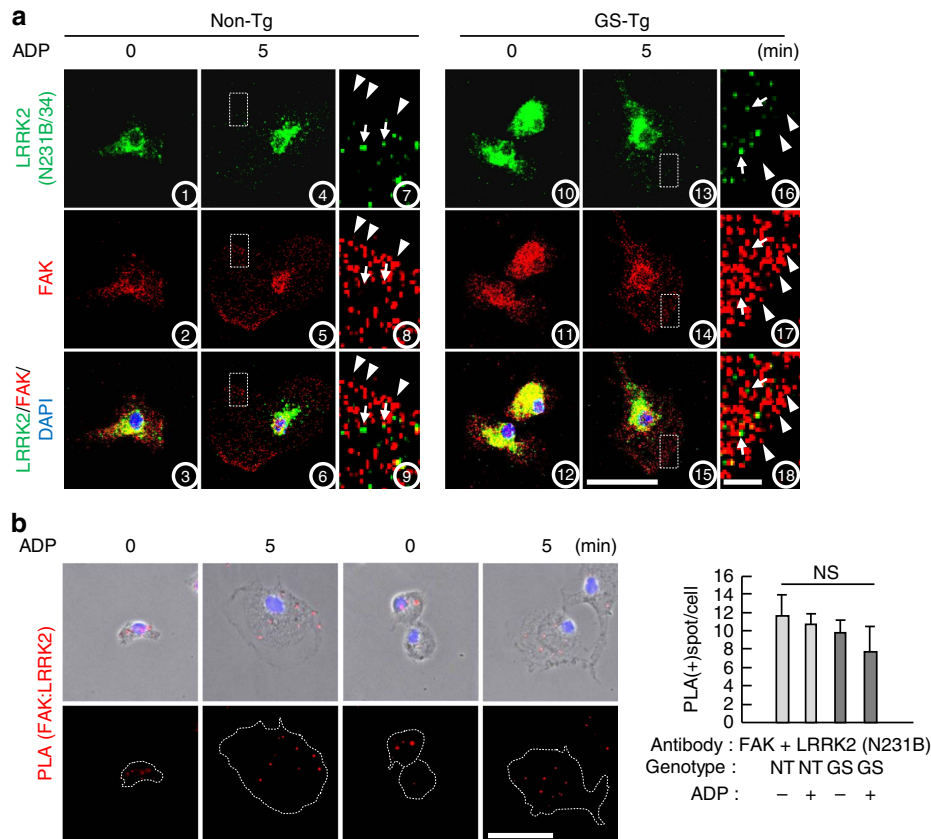 a
Non-Tg
GS-Tg
ADP
0
5
0
5
(min)
LRRK2
(N231B/34)
1
4
7
10
13
16
FAK
2
5
8
11
14
17
LRRK2/FAK/
DAPI
3
6
9
12
15
18
b
ADP
0
5
0
5
(min)
PLA (FAK:LRRK2)
PLA(+)spot/cell
16
14
12
10
8
6
4
2
0
NS
Antibody : FAK + LRRK2 (N231B)
Genotype : NT NT GS GS
ADP : – + – +